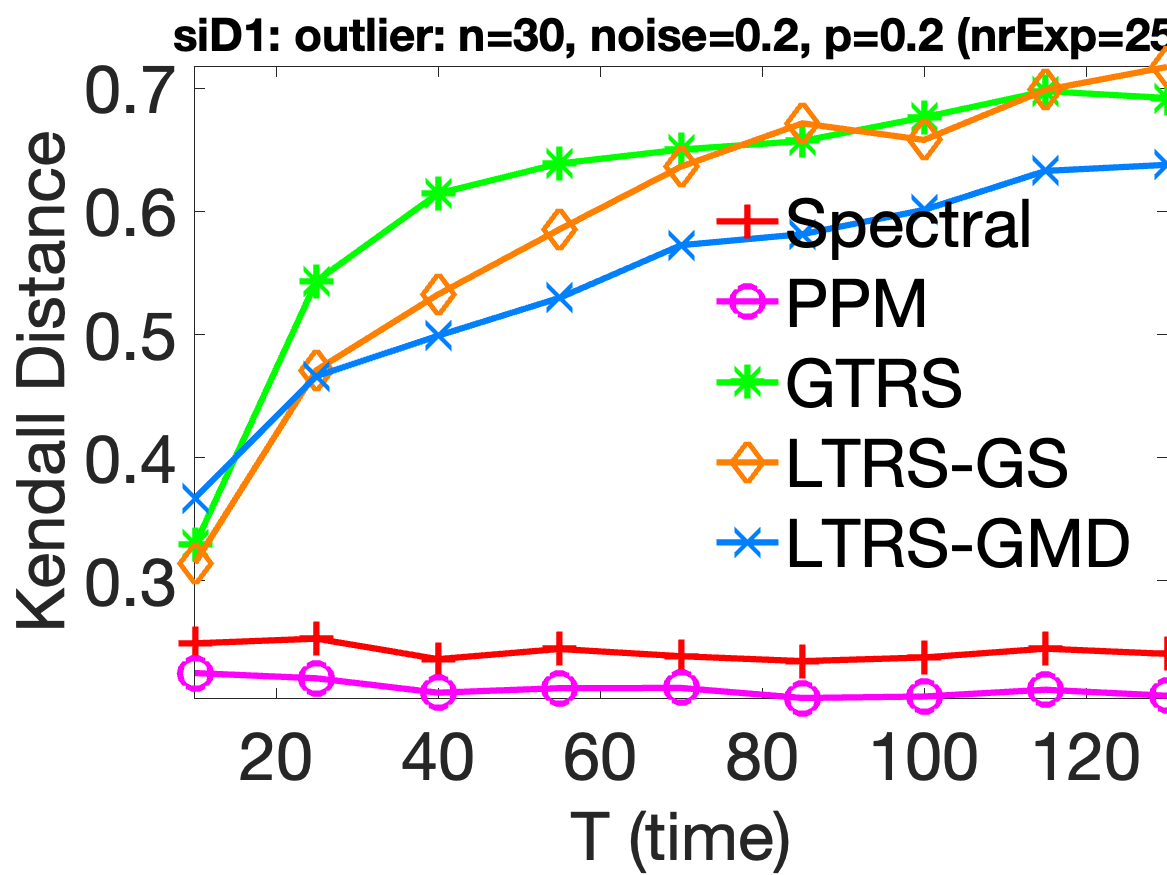 siD1: outlier: n=30, noise=0.2, p=0.2 (nrExp=25
0.7
0.6
0.5
0.4
0.3
Kendall Distance
Spectral
PPM
GTRS
LTRS-GS
LTRS-GMD
20 40 60 80 100 120
T (time)